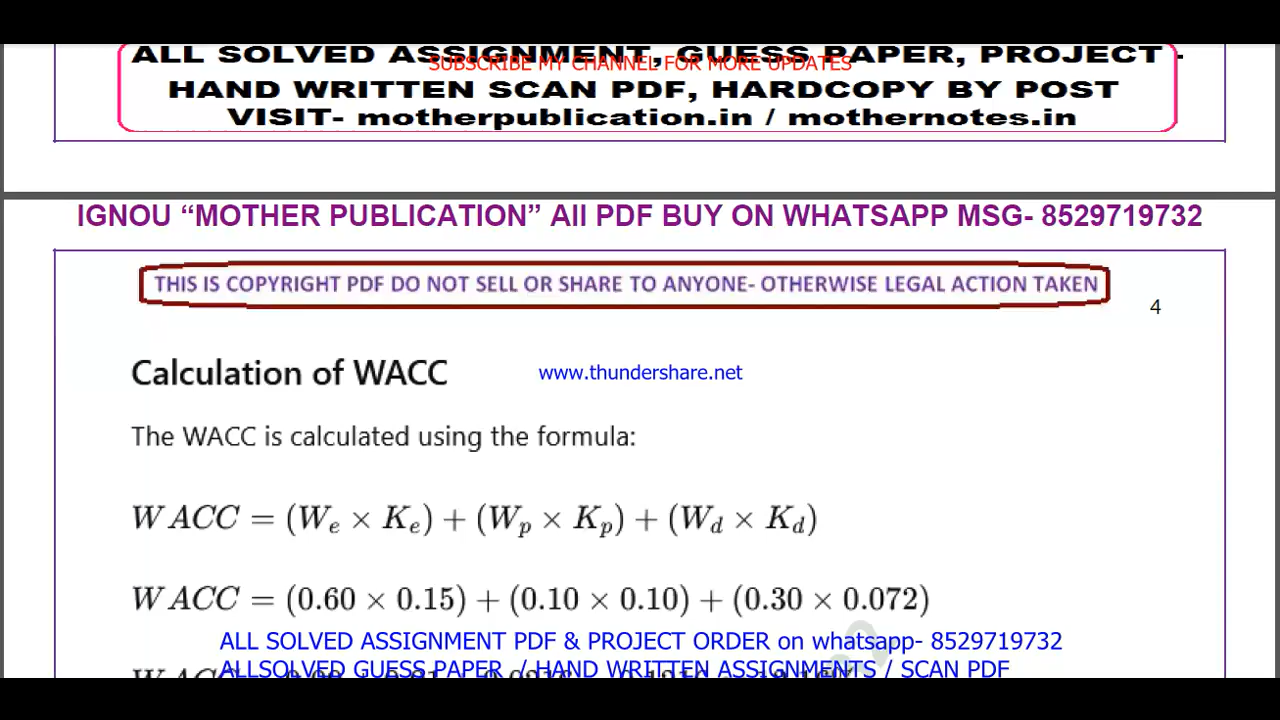 ALL SOLVED ASSIGNMENT, GUESS PAPER, PROJECT -
SUBSCRIBE MY CHANNEL FOR MORE UPDATES
HAND WRITTEN SCAN PDF, HARDCOPY BY POST
VISIT- motherpublication.in / mothernotes.in
IGNOU “MOTHER PUBLICATION” All PDF BUY ON WHATSAPP MSG- 8529719732
THIS IS COPYRIGHT PDF DO NOT SELL OR SHARE TO ANYONE- OTHERWISE LEGAL ACTION TAKEN
4
Calculation of WACC
www.thundershare.net
The WACC is calculated using the formula:
WACC = (We × Ke) + (Wp × Kp) + (Wd × Kd)
WACC = (0.60 × 0.15) + (0.10 × 0.10) + (0.30 × 0.072)
ALL SOLVED ASSIGNMENT PDF & PROJECT ORDER on whatsapp- 8529719732
ALLSOLVED GUESS PAPER / HAND WRITTEN ASSIGNMENTS / SCAN PDF